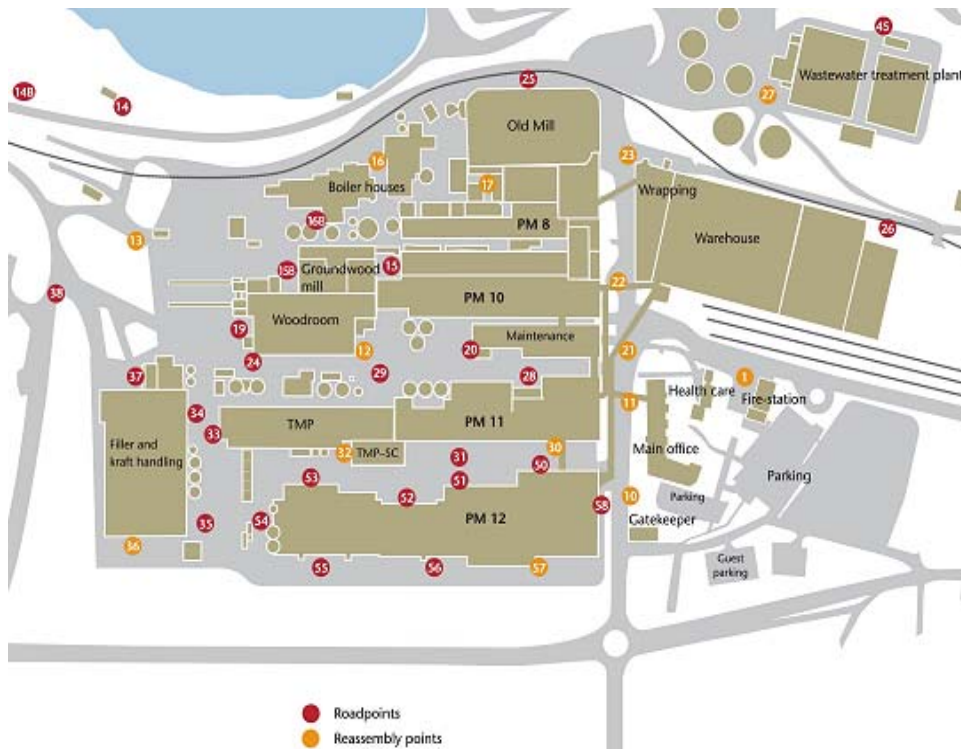 45
Wastewater treatment plant
25
14B
14
27
Old Mill
23
16
Boiler houses
17
Wrapping
16B
PM 8
26
13
Warehouse
15B
Groundwood
mill
15
22
38
PM 10
Woodroom
19
Maintenance
12
20
21
24
29
28
1
37
Health care
Fire-station
11
34
TMP
PM 11
33
Filler and
kraft handling
32
TMP-SC
30
Main office
31
50
Parking
53
51
52
10
Parking
58
54
PM 12
35
Gatekeeper
36
55
56
57
Guest
parking
Roadpoints
Reassembly points